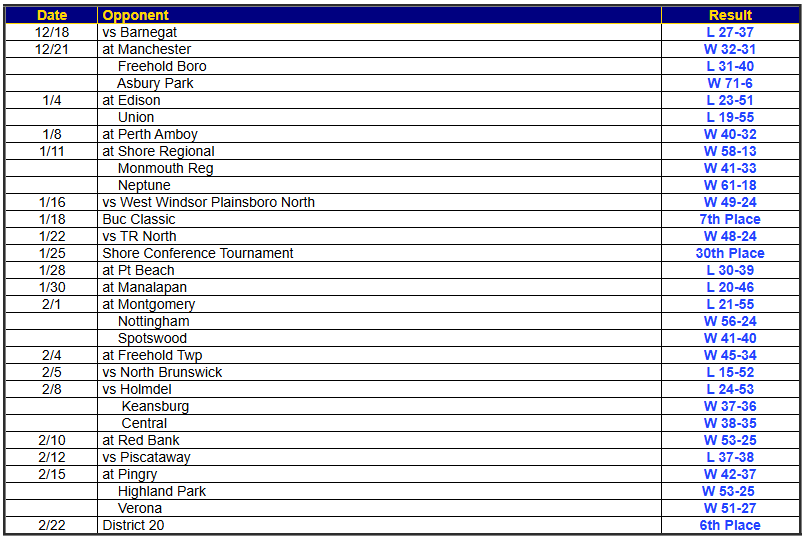 Date Opponent Result
12/18 vs Barnegat L 27-37
12/21 at Manchester W 32-31
Freehold Boro L 31-40
Asbury Park W 71-6
1/4 at Edison L 23-51
Union L 19-55
1/8 at Perth Amboy W 40-32
1/11 at Shore Regional W 58-13
Monmouth Reg W 41-33
Neptune W 61-18
1/16 vs West Windsor Plainsboro North W 49-24
1/18 Buc Classic 7th Place
1/22 vs TR North W 48-24
1/25 Shore Conference Tournament 30th Place
1/28 at Pt Beach L 30-39
1/30 at Manalapan L 20-46
2/1 at Montgomery L 21-55
Nottingham W 56-24
Spotswood W 41-40
2/4 at Freehold Twp W 45-34
2/5 vs North Brunswick L 15-52
2/8 vs Holmdel L 24-53
Keansburg W 37-36
Central W 38-35
2/10 at Red Bank W 53-25
2/12 vs Piscataway L 37-38
2/15 at Pingry W 42-37
Highland Park W 53-25
Verona W 51-27
2/22 District 20 6th Place